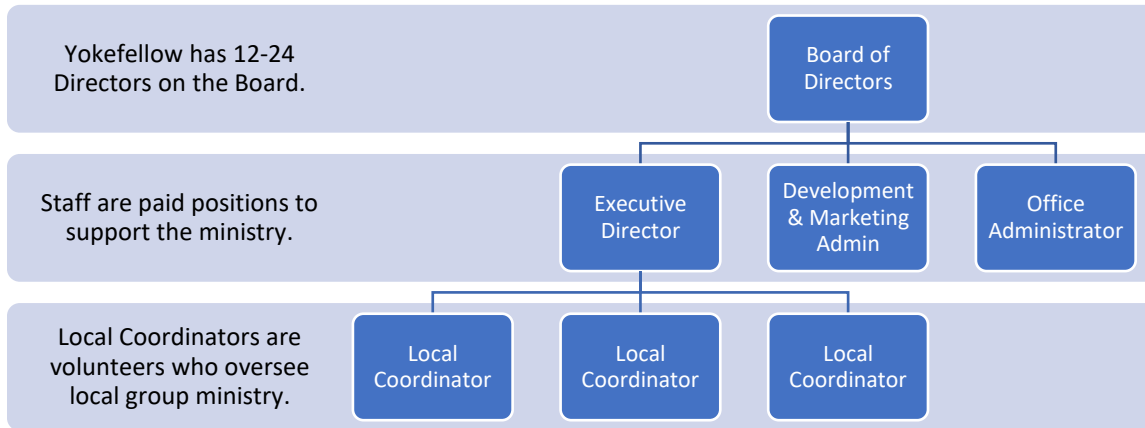 Yokefellow has 12-24
Directors on the Board.
Board of
Directors
Staff are paid positions to
support the ministry.
Executive
Director
Development
& Marketing
Admin
Office
Administrator
Local Coordinators are
volunteers who oversee
local group ministry.
Local
Coordinator
Local
Coordinator
Local
Coordinator